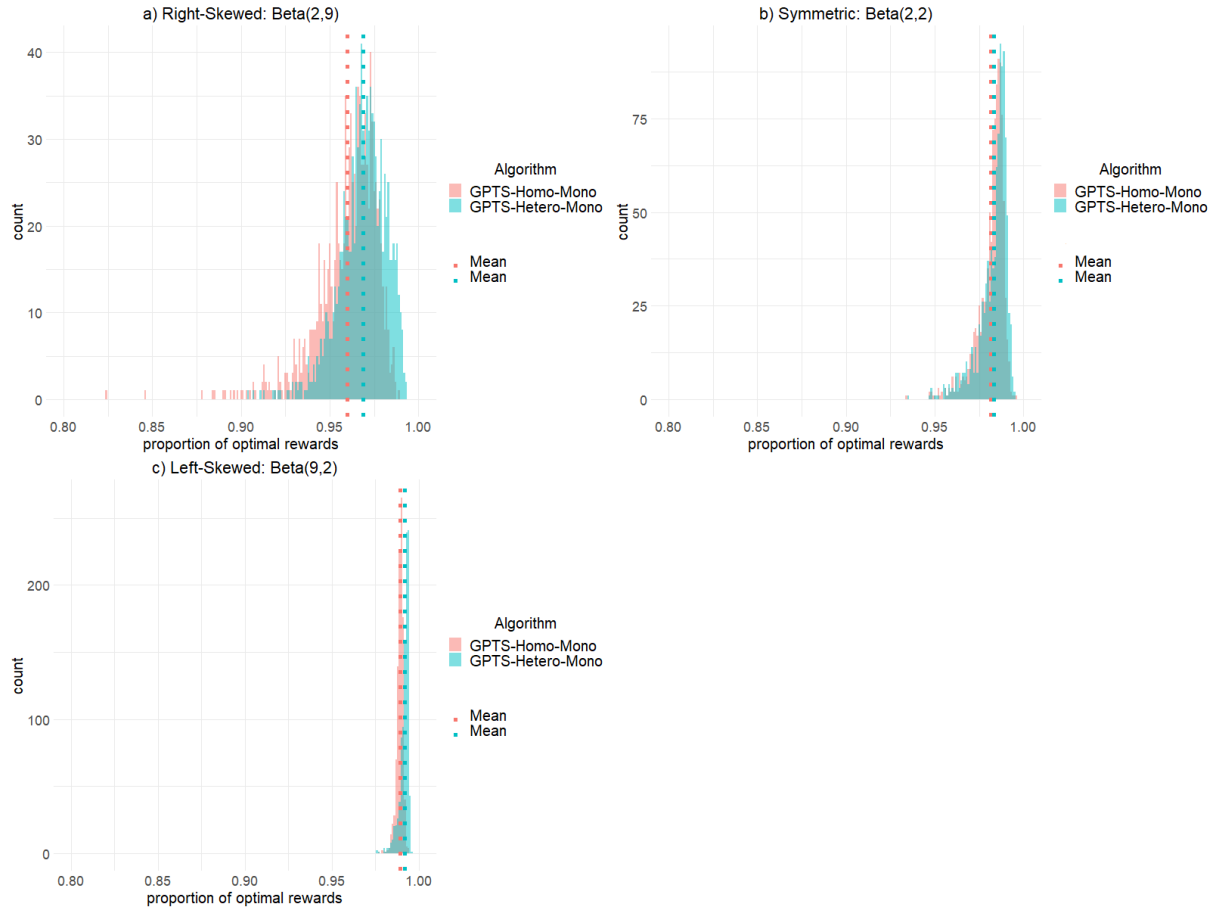 a) Right-Skewed: Beta(2,9)
40
30
20
10
0
count
0.80 0.85 0.90 0.95 1.00
proportion of optimal rewards
Algorithm
GPTS-Homo-Mono
GPTS-Hetero-Mono
Mean
Mean
b) Symmetric: Beta(2,2)
75
50
25
0
count
0.80 0.85 0.90 0.95 1.00
proportion of optimal rewards
Algorithm
GPTS-Homo-Mono
GPTS-Hetero-Mono
Mean
Mean
c) Left-Skewed: Beta(9,2)
200
100
0
count
0.80 0.85 0.90 0.95 1.00
proportion of optimal rewards
Algorithm
GPTS-Homo-Mono
GPTS-Hetero-Mono
Mean
Mean